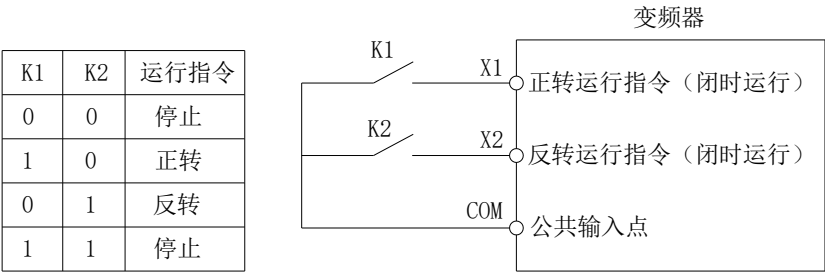 变频器
K1 K2 运行指令
0 0 停止
1 0 正转
0 1 反转
1 1 停止
K1
X1 正转运行指令（闭时运行）
K2
X2 反转运行指令（闭时运行）
COM 公共输入点